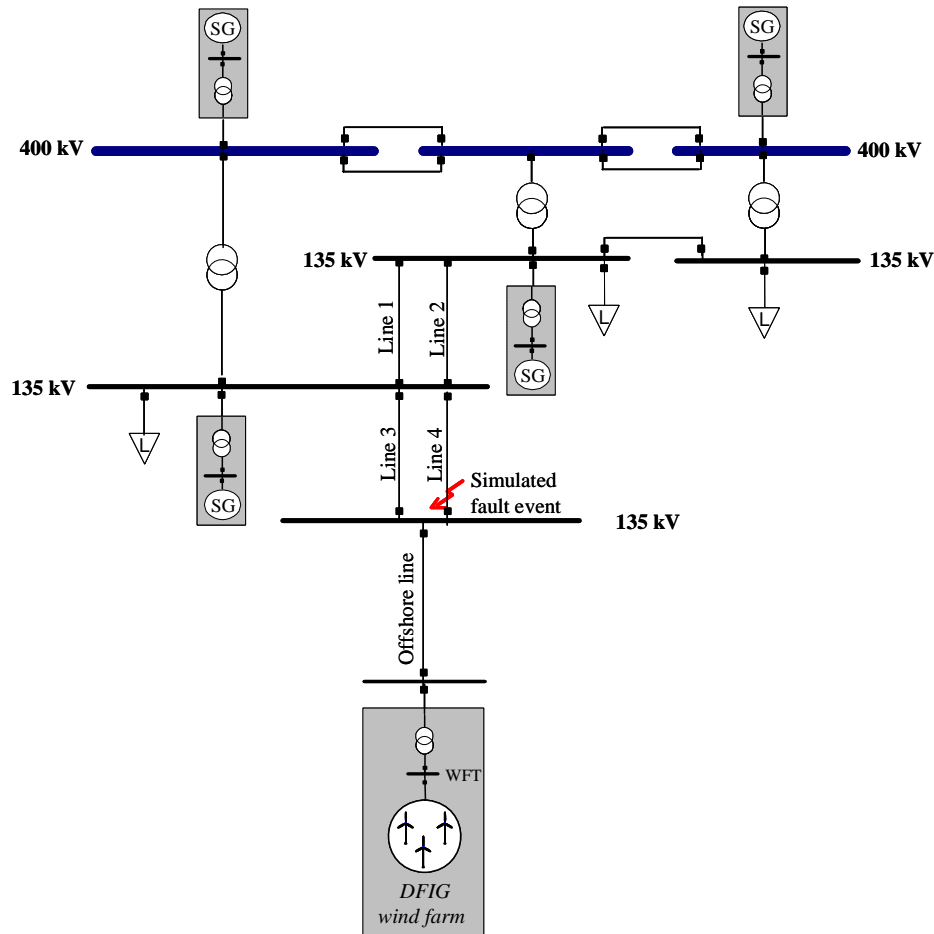 SG
SG
400 kV
400 kV
135 kV
135 kV
Line 1
Line 2
L
L
SG
135 kV
L
Line 3
Line 4
SG
Simulated
fault event
135 kV
Offshore line
WFT
DFIG
wind farm